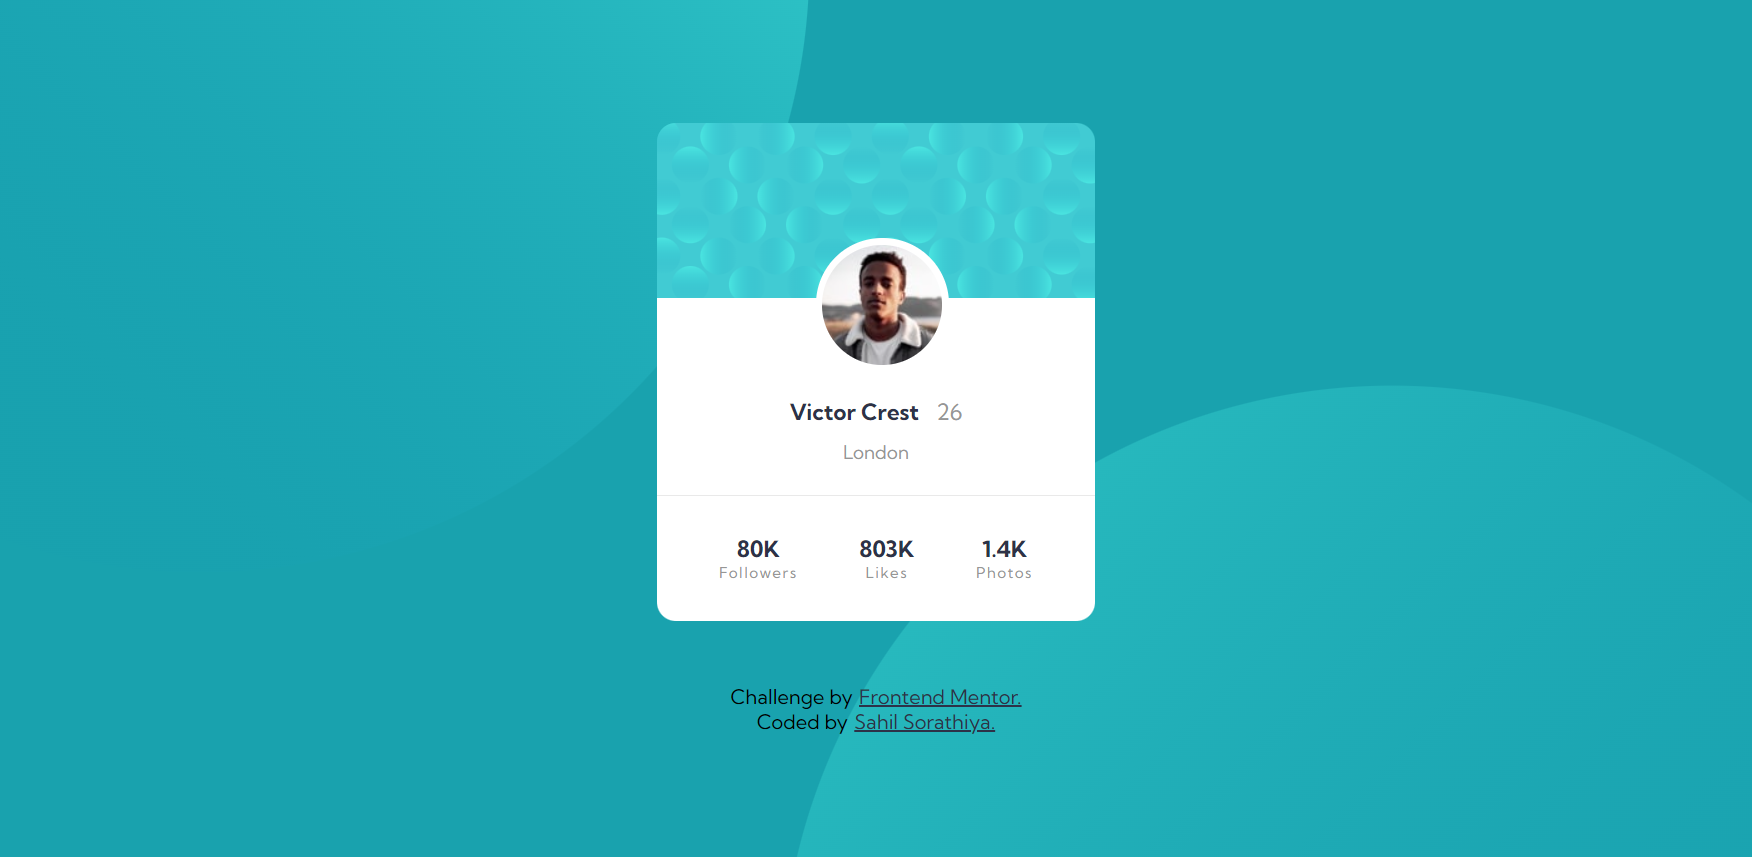 Victor Crest 26
London
80K 803K 1.4K
Followers Likes Photos
Challenge by Frontend Mentor.
Coded by Sahil Sorathiya.